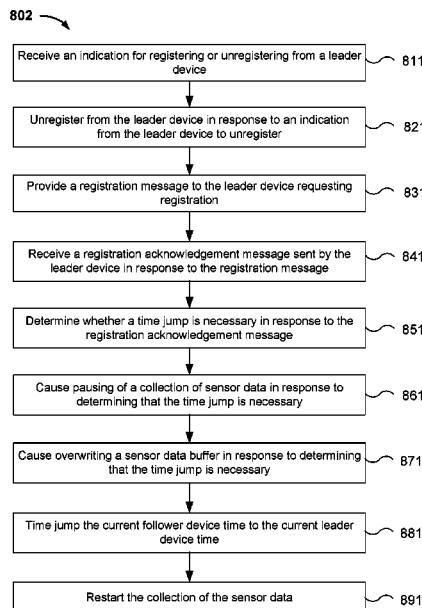 802
Receive an indication for registering or unregistering from a leader
device
811
Unregister from the leader device in response to an indication
from the leader device to unregister
821
Provide a registration message to the leader device requesting
registration
831
Receive a registration acknowledgement message sent by the
leader device in response to the registration message
841
Determine whether a time jump is necessary in response to the
registration acknowledgement message
851
Cause pausing of a collection of sensor data in response to
determining that the time jump is necessary
861
Cause overwriting a sensor data buffer in response to determining
that the time jump is necessary
871
Time jump the current follower device time to the current leader
device time
881
Restart the collection of the sensor data
891